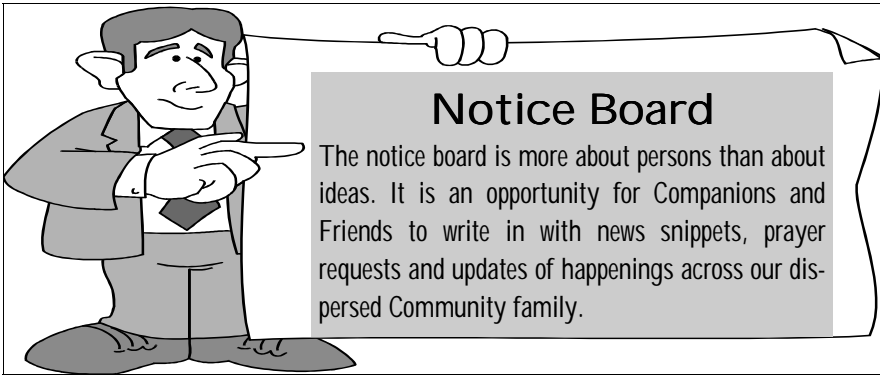 Notice Board
The notice board is more about persons than about
ideas. It is an opportunity for Companions and
Friends to write in with news snippets, prayer
requests and updates of happenings across our dis-
persed Community family.